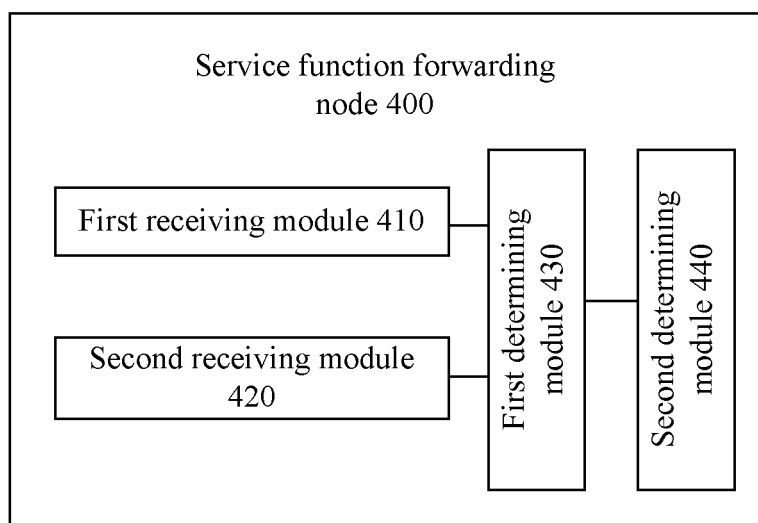 Service function forwarding
node 400
First receiving module 410
Second receiving module
420
First determining
module 430
Second determining
module 440